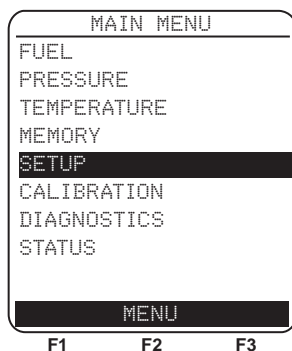 MAIN MENU
FUEL
PRESSURE
TEMPERATURE
MEMORY
SETUP
CALIBRATION
DIAGNOSTICS
STATUS
MENU
F1 F2 F3